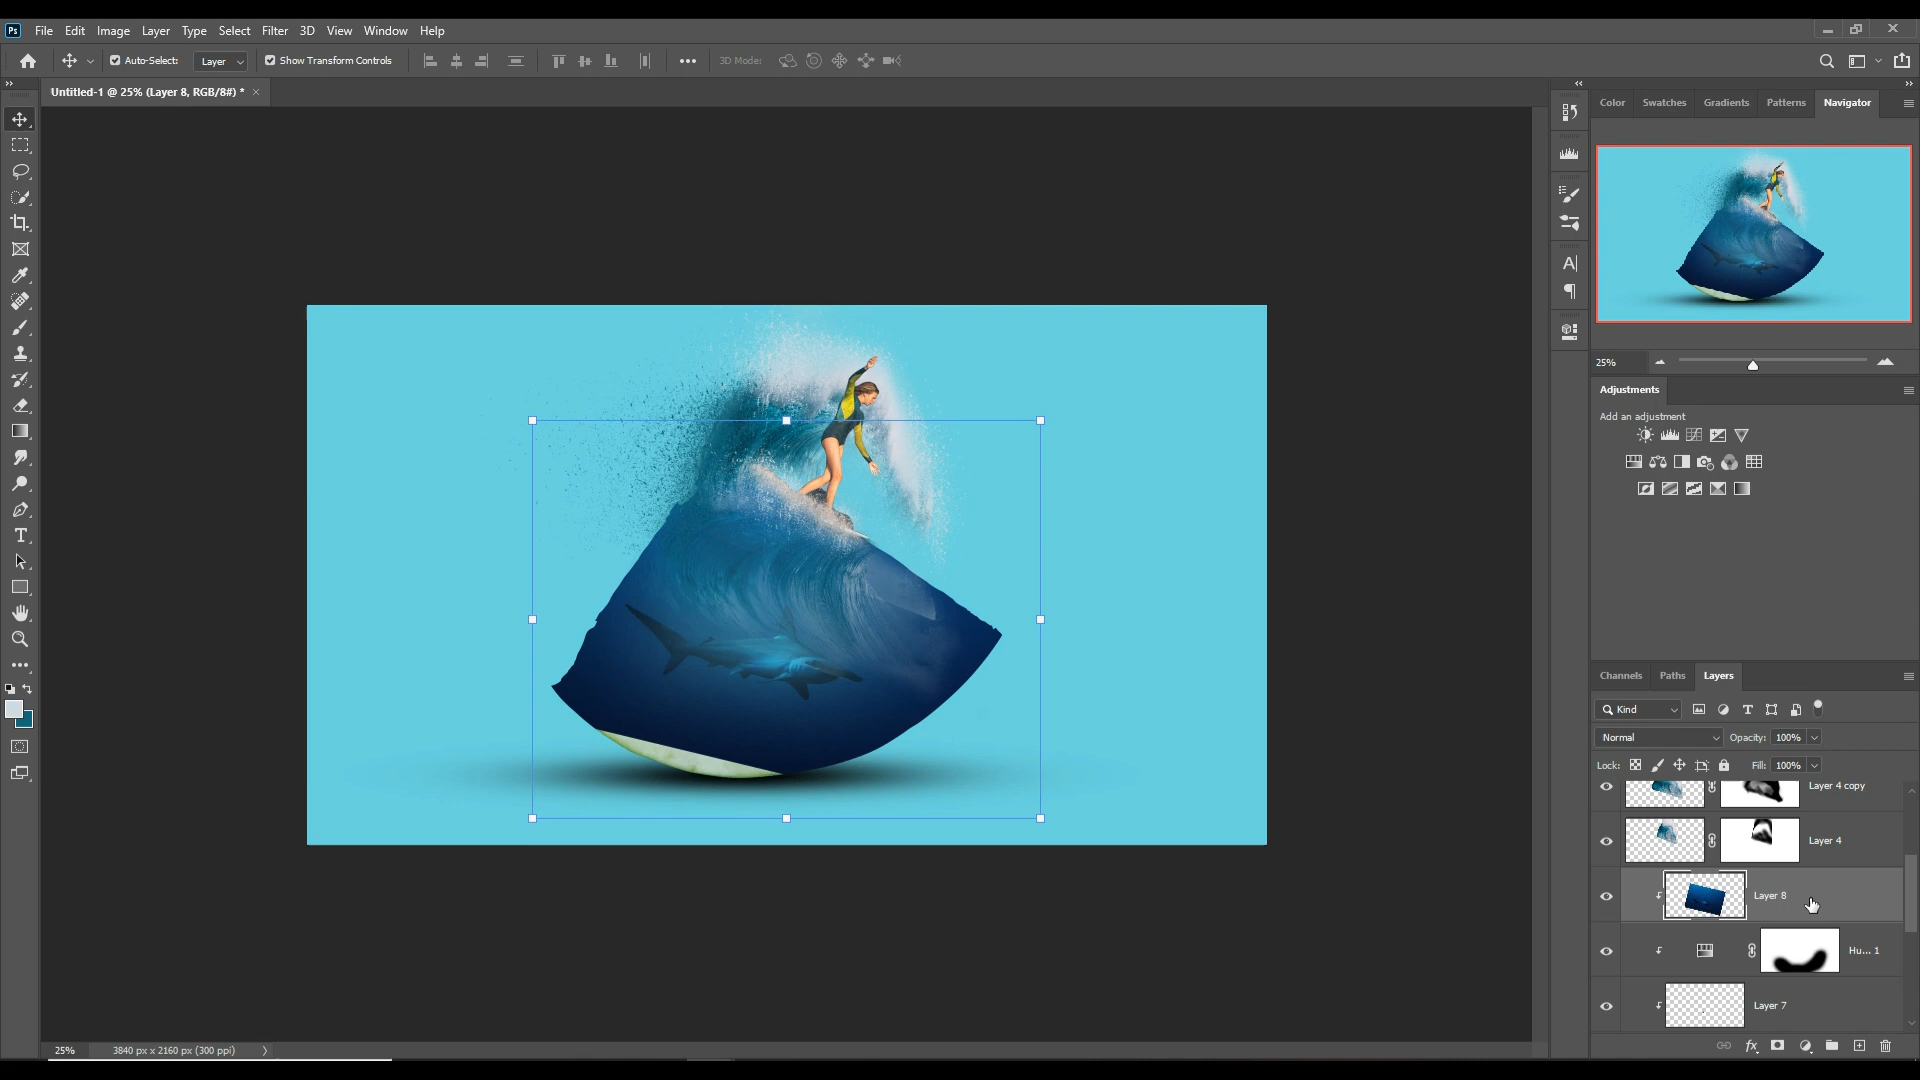 Ps File Edit Image Layer Type Select Filter 3D View Window Help
Auto-Select: Layer Show Transform Controls 3D Mode:
Untitled-1 @ 25% (Layer 8, RGB/8#) * ×
Color Swatches Gradients Patterns Navigator
25%
Adjustments
Add an adjustment
Channels Paths Layers
Kind
Normal Opacity: 100%
Lock: Fill: 100%
Layer 4 copy
Layer 4
Layer 8
Hu... 1
Layer 7
25% 3840 px x 2160 px (300 ppi)